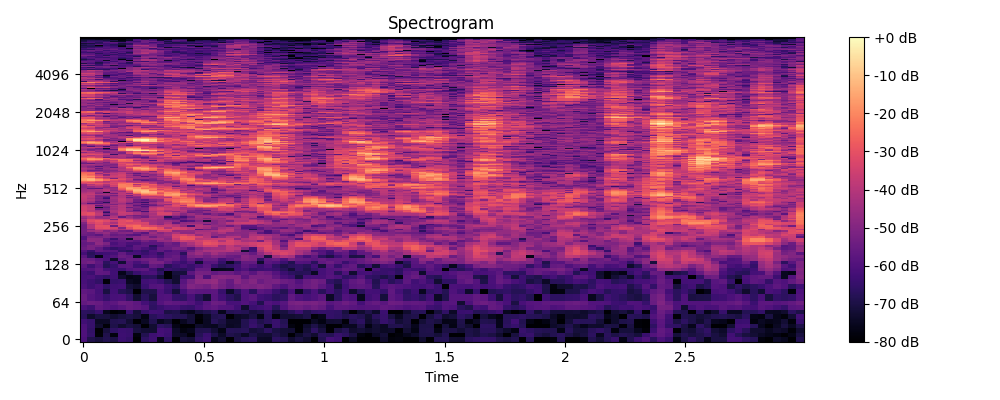 Spectrogram
4096
2048
1024
512
256
128
64
0
Hz
0
0.5
1
1.5
2
2.5
Time
+0 dB
-10 dB
-20 dB
-30 dB
-40 dB
-50 dB
-60 dB
-70 dB
-80 dB